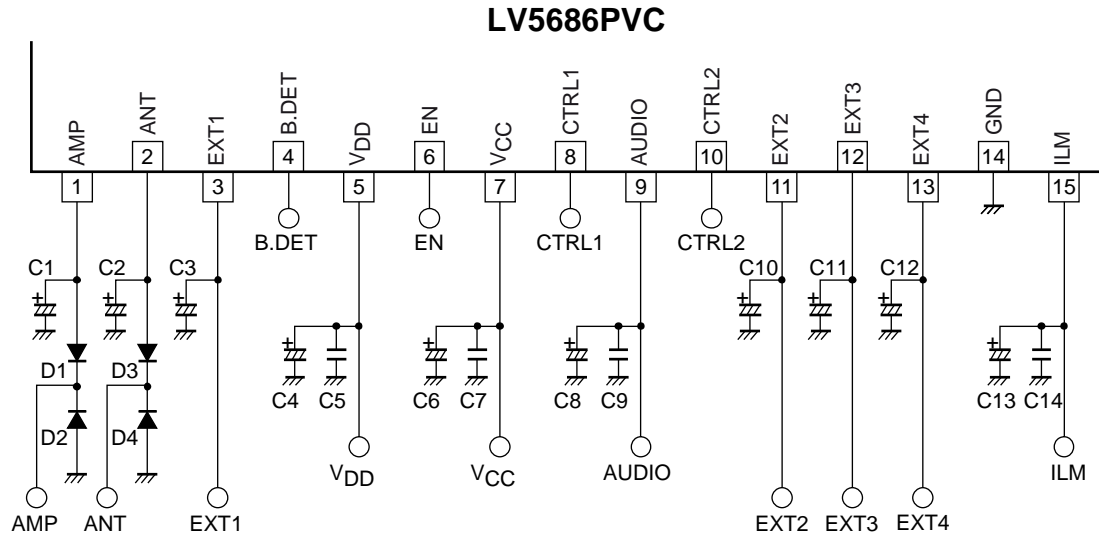 LV5686PVC
AMP
ANT
EXT1
B.DET
VDD
EN
VCC
CTRL1
AUDIO
CTRL2
EXT2
EXT3
EXT4
GND
ILM
1
2
3
4
5
6
7
8
9
10
11
12
13
14
15
B.DET
EN
CTRL1
CTRL2
C1
C2
C3
C10
C11
C12
+
+
+
+
+
+
+
+
+
+
D1
D3
C4
C5
C6
C7
C8
C9
C13
C14
D2
D4
VDD
VCC
AUDIO
ILM
AMP
ANT
EXT1
EXT2
EXT3
EXT4